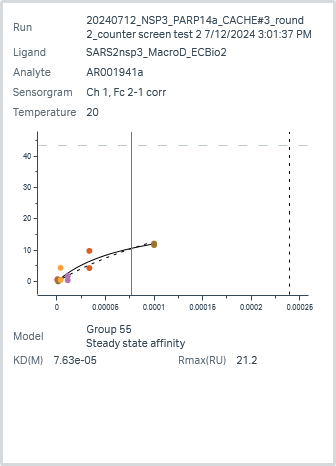 Run 20240712_NSP3_PARP14a_CACHE#3_round
2_counter screen test 2 7/12/2024 3:01:37 PM
Ligand SARS2nsp3_MacroD_ECBio2
Analyte AR001941a
Sensorgram Ch 1, Fc 2-1 corr
Temperature 20
40
30
20
10
0
0 0.00005 0.0001 0.00015 0.0002 0.00025
Model Group 55
Steady state affinity
KD(M) 7.63e-05 Rmax(RU) 21.2